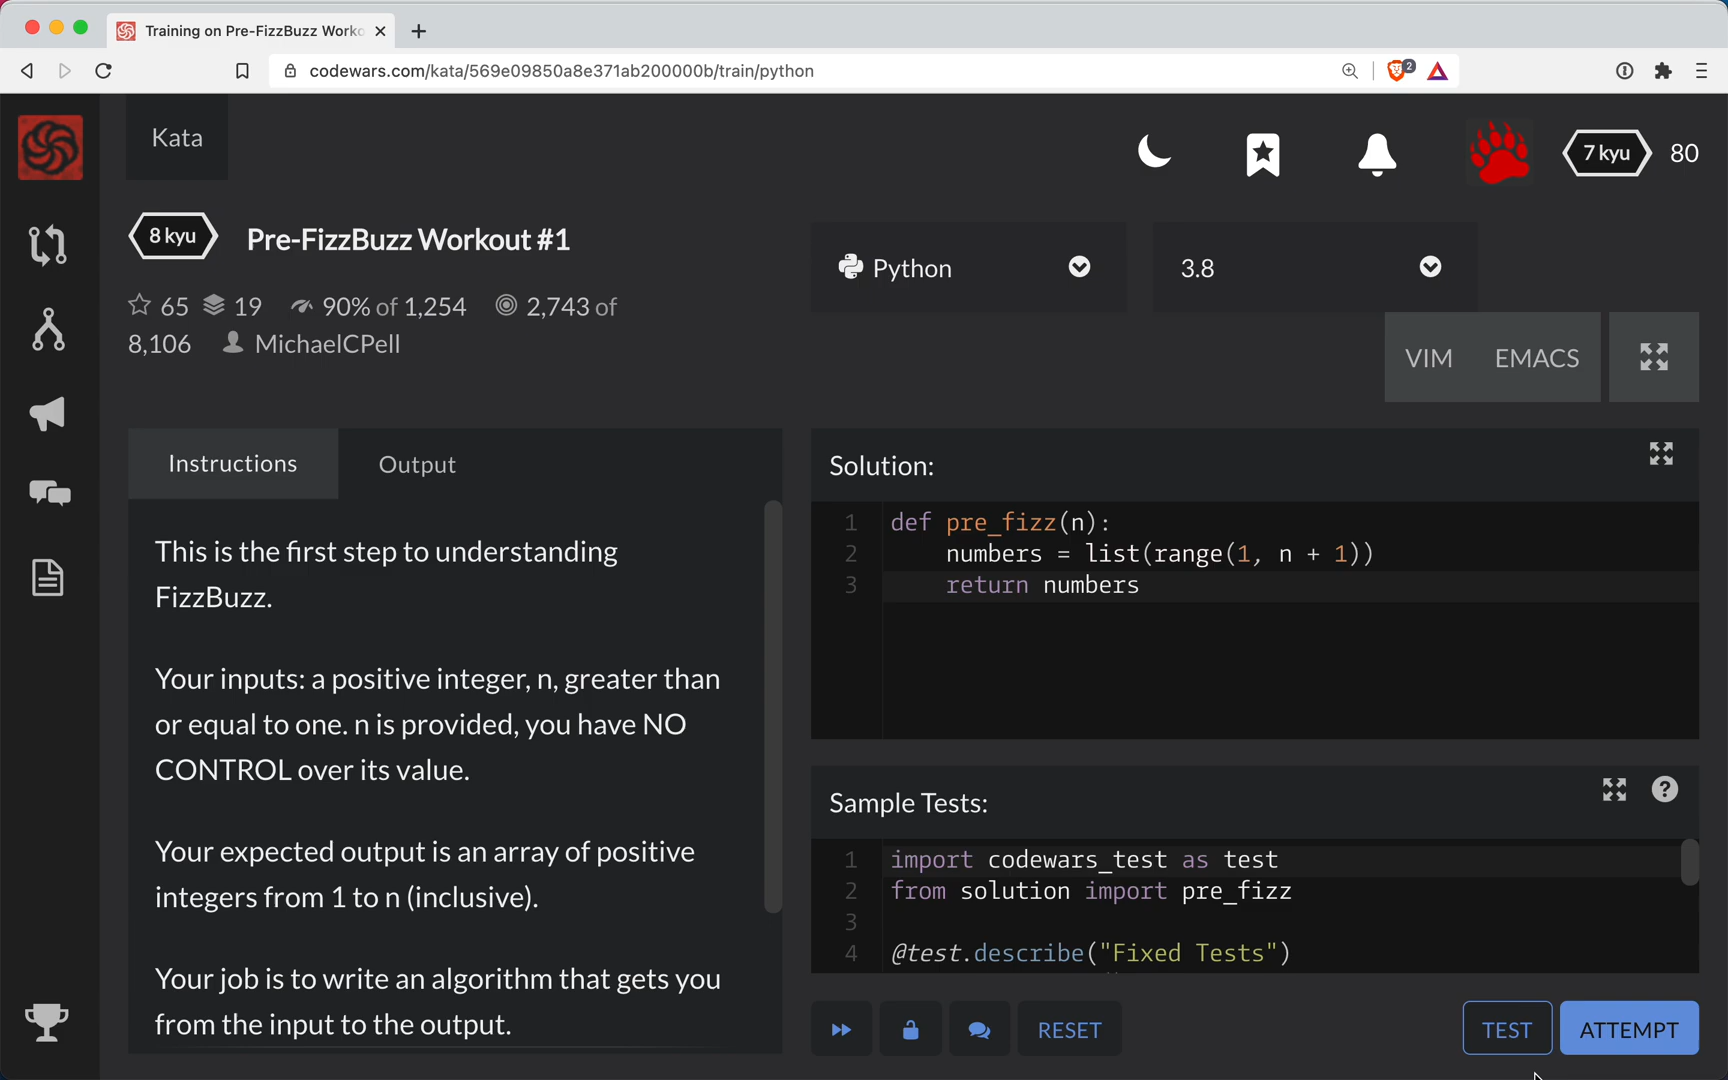 Training on Pre-FizzBuzz Worko
codewars.com/kata/569e09850a8e371ab200000b/train/python
2
Kata
7 kyu 80
8 kyu Pre-FizzBuzz Workout #1
65 19 90% of 1,254 2,743 of
8,106 MichaelCPell
Python 3.8
VIM EMACS
Instructions Output
This is the first step to understanding
FizzBuzz.
Your inputs: a positive integer, n, greater than
or equal to one. n is provided, you have NO
CONTROL over its value.
Your expected output is an array of positive
integers from 1 to n (inclusive).
Your job is to write an algorithm that gets you
from the input to the output.
Solution:
1 def pre_fizz(n):
2 numbers = list(range(1, n + 1))
3 return numbers
Sample Tests:
1 import codewars_test as test
2 from solution import pre_fizz
3
4 @test.describe("Fixed Tests")
RESET TEST ATTEMPT